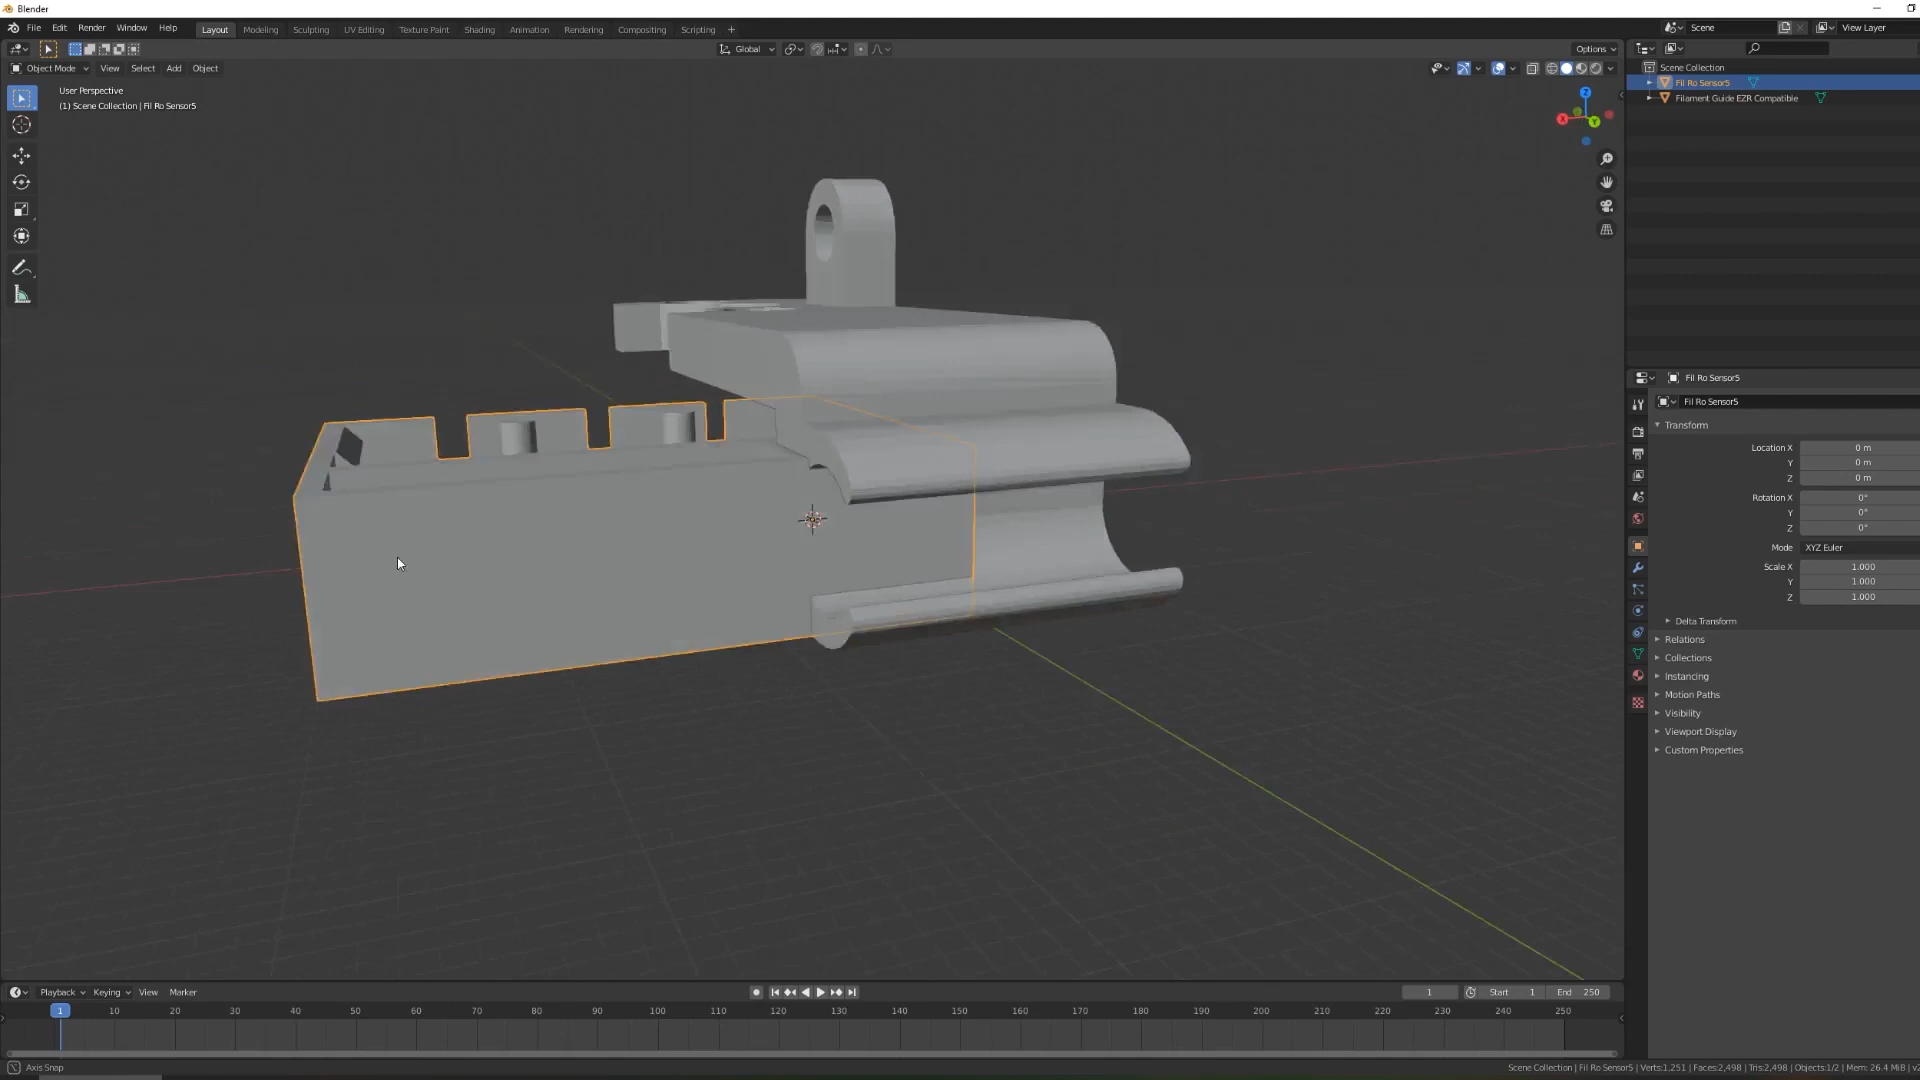 Blender
File Edit Render Window Help Layout Modeling Sculpting UV Editing Texture Paint Shading Animation Rendering Compositing Scripting + Scene View Layer
Global Options
Object Mode View Select Add Object
User Perspective
(1) Scene Collection | Fil Ro Sensor5
Z
X
Y
Scene Collection
Fil Ro Sensor5
Filament Guide EZR Compatible
Fil Ro Sensor5
Fil Ro Sensor5
Transform
Location X 0 m
Y 0 m
Z 0 m
Rotation X 0°
Y 0°
Z 0°
Mode XYZ Euler
Scale X 1.000
Y 1.000
Z 1.000
Delta Transform
Relations
Collections
Instancing
Motion Paths
Visibility
Viewport Display
Custom Properties
Playback Keying View Marker 1 Start 1 End 250
1 10 20 30 40 50 60 70 80 90 100 110 120 130 140 150 160 170 180 190 200 210 220 230 240 250
Axis Snap Scene Collection | Fil Ro Sensor5 | Verts:1,251 | Faces:2,498 | Tris:2,498 | Objects:1/2 | Mem: 26.4 MiB | v2